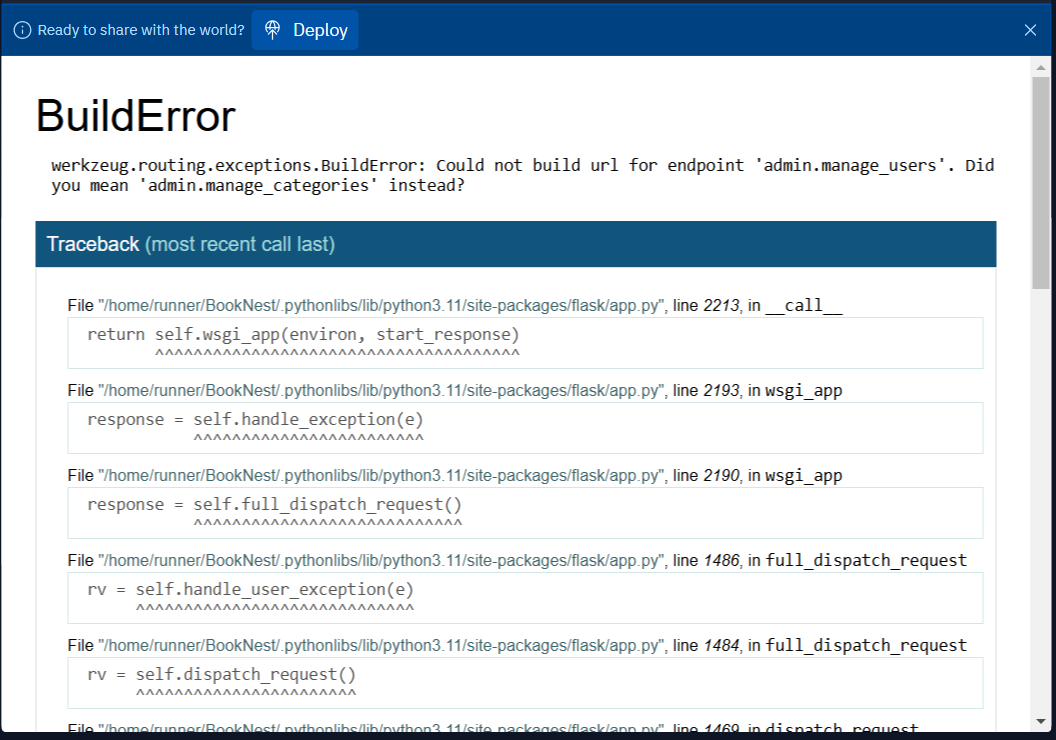 Ready to share with the world? Deploy
BuildError
werkzeug.routing.exceptions.BuildError: Could not build url for endpoint 'admin.manage_users'. Did
you mean 'admin.manage_categories' instead?
Traceback (most recent call last)
File "/home/runner/BookNest/.pythonlibs/lib/python3.11/site-packages/flask/app.py", line 2213, in __call__
return self.wsgi_app(environ, start_response)
^^^^^^^^^^^^^^^^^^^^^^^^^^^^^^^^^^^^^^
File "/home/runner/BookNest/.pythonlibs/lib/python3.11/site-packages/flask/app.py", line 2193, in wsgi_app
response = self.handle_exception(e)
^^^^^^^^^^^^^^^^^^^^^^^^
File "/home/runner/BookNest/.pythonlibs/lib/python3.11/site-packages/flask/app.py", line 2190, in wsgi_app
response = self.full_dispatch_request()
^^^^^^^^^^^^^^^^^^^^^^^^^^^^
File "/home/runner/BookNest/.pythonlibs/lib/python3.11/site-packages/flask/app.py", line 1486, in full_dispatch_request
rv = self.handle_user_exception(e)
^^^^^^^^^^^^^^^^^^^^^^^^^^^^^
File "/home/runner/BookNest/.pythonlibs/lib/python3.11/site-packages/flask/app.py", line 1484, in full_dispatch_request
rv = self.dispatch_request()
^^^^^^^^^^^^^^^^^^^^^^^
File "/home/runner/BookNest/.pythonlibs/lib/python3.11/site-packages/flask/app.py", line 1469, in dispatch_request